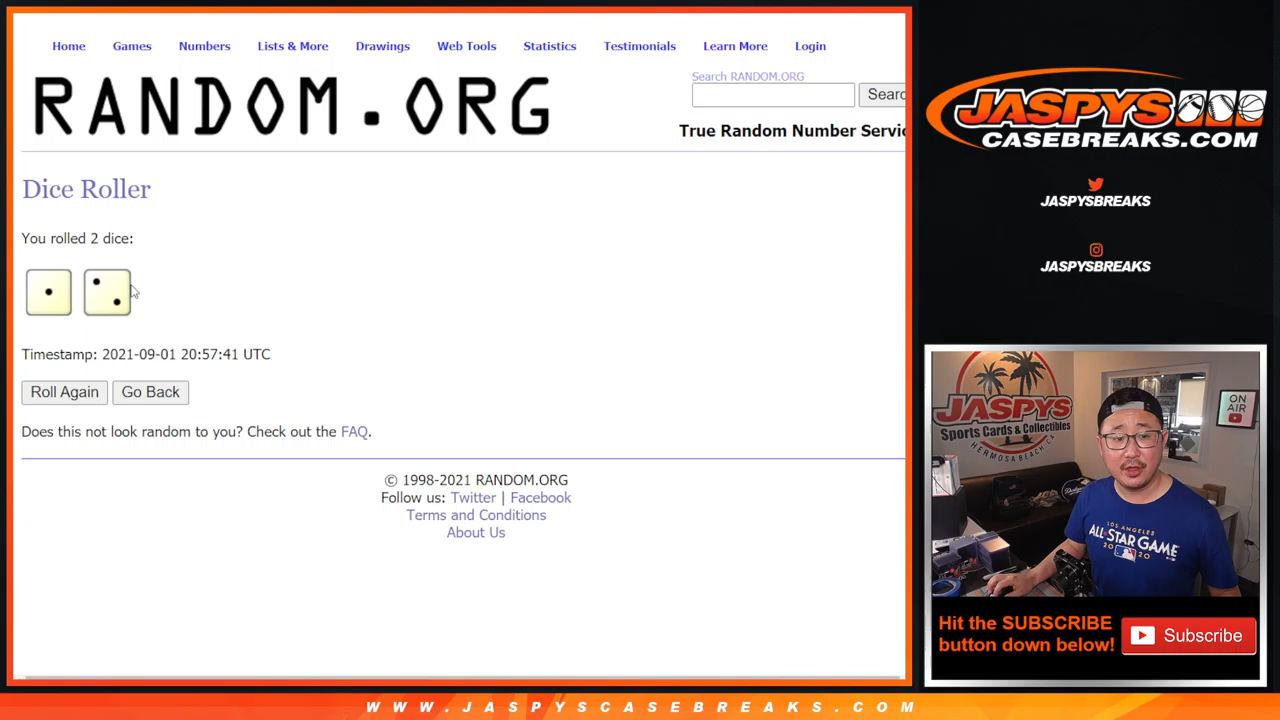 Home Games Numbers Lists & More Drawings Web Tools Statistics Testimonials Learn More Login
RANDOM.ORG
Search RANDOM.ORG
Searc
True Random Number Servic
Dice Roller
You rolled 2 dice:
Timestamp: 2021-09-01 20:57:41 UTC
Roll Again Go Back
Does this not look random to you? Check out the FAQ.
© 1998-2021 RANDOM.ORG
Follow us: Twitter | Facebook
Terms and Conditions
About Us
JASPYS
CASEBREAKS.COM
JASPYSBREAKS
JASPYSBREAKS
JASPYS
Sports Cards & Collectibles
HERMOSA BEACH, CA
ON
AIR
Dodgers
LOS ANGELES
ALL-STAR GAME
2020
Hit the SUBSCRIBE
button down below!
Subscribe
WWW.JASPYSCASEBREAKS.COM